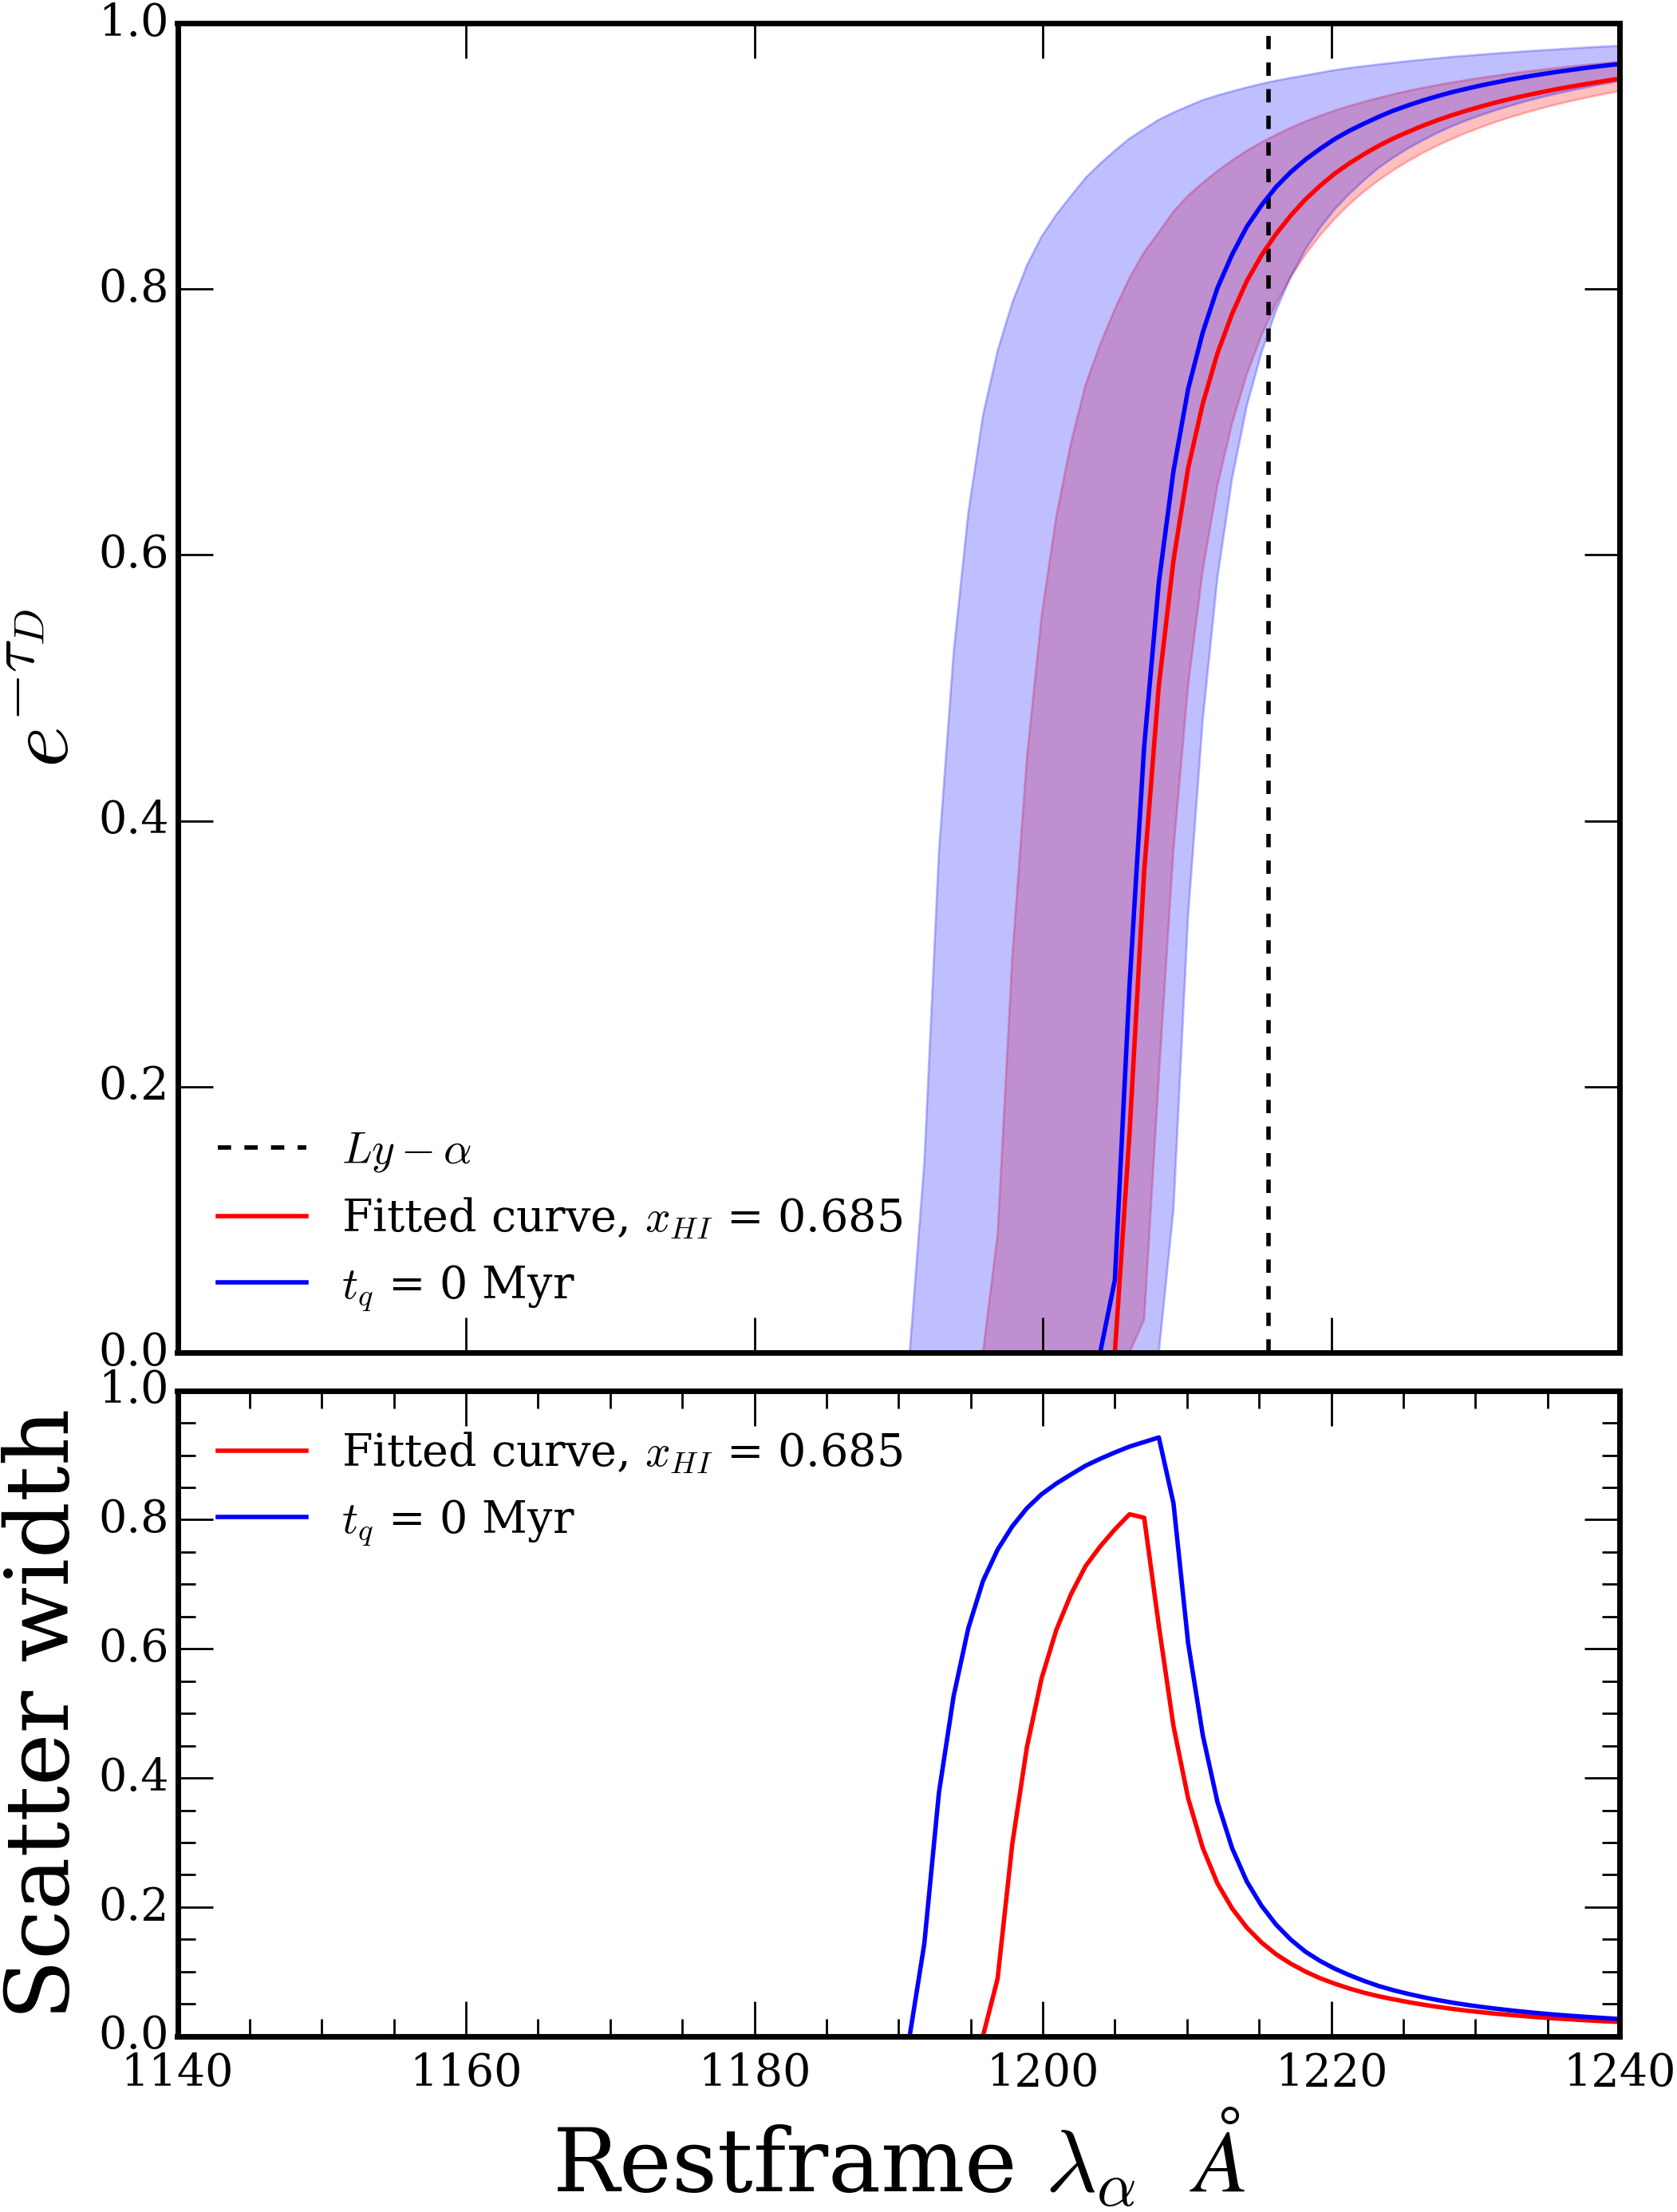 1.0
0.8
0.6
0.4
0.2
0.0
e^{-τ_D}
Ly − α
Fitted curve, x_{HI} = 0.685
t_q = 0 Myr
1.0
0.8
0.6
0.4
0.2
0.0
Scatter width
Fitted curve, x_{HI} = 0.685
t_q = 0 Myr
1140 1160 1180 1200 1220 1240
Restframe λ_α Å